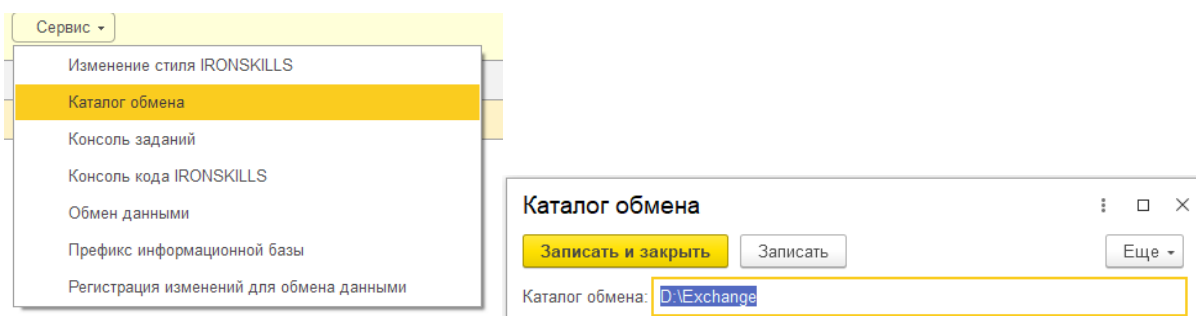 Сервис
Изменение стиля IRONSKILLS
Каталог обмена
Консоль заданий
Консоль кода IRONSKILLS
Обмен данными
Префикс информационной базы
Регистрация изменений для обмена данными
Каталог обмена
Записать и закрыть Записать Еще
Каталог обмена: D:\Exchange